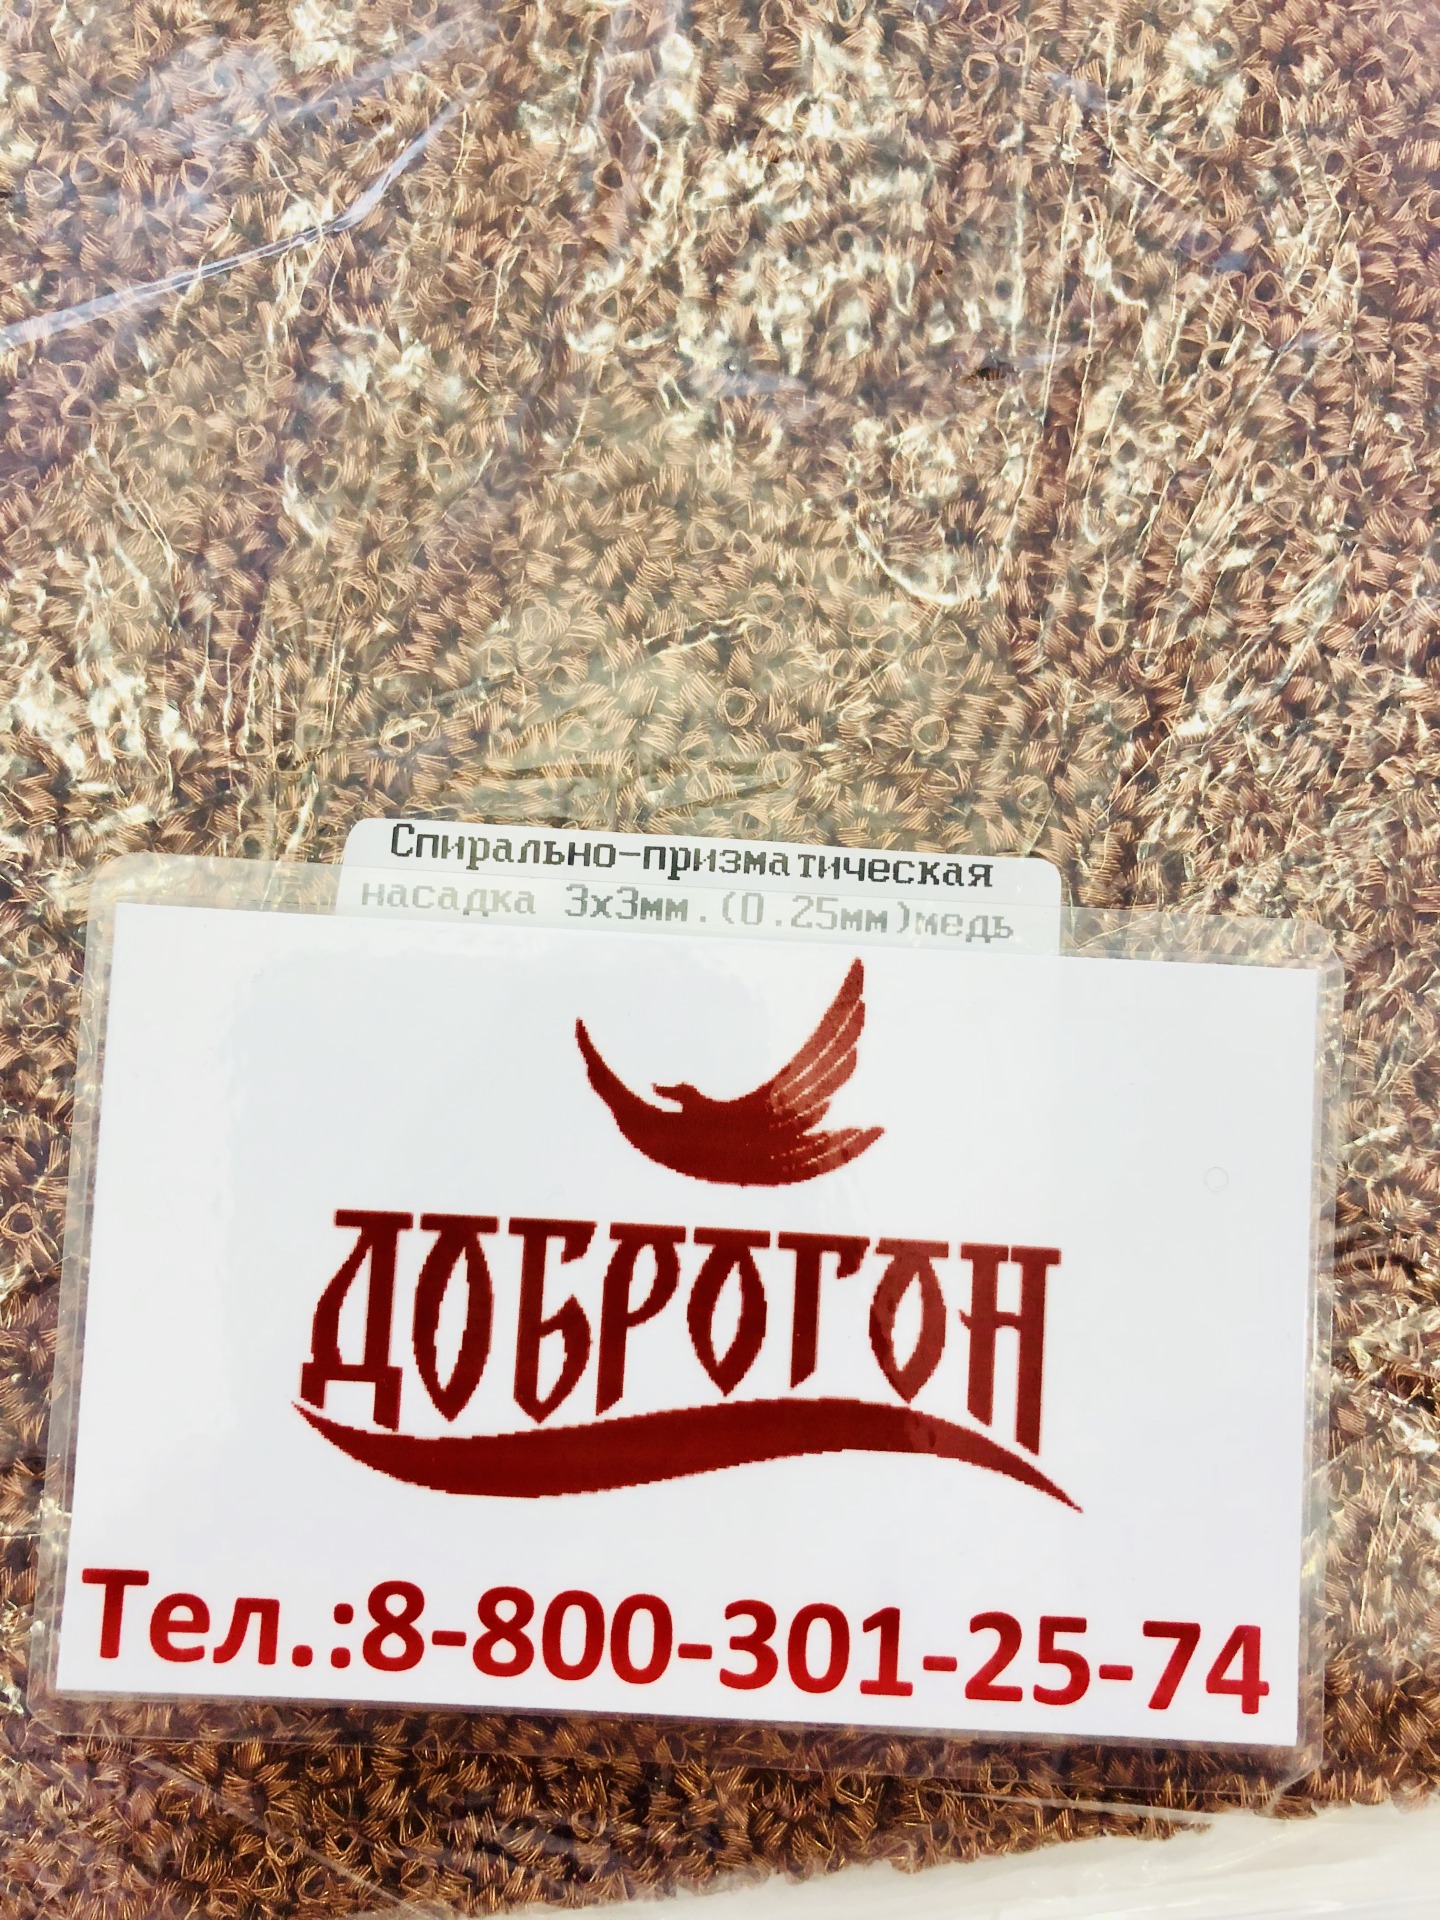 Спирально-призматическая
насадка 3х3мм.(0.25мм)медь
ДОБРОГОН
Тел.:8-800-301-25-74